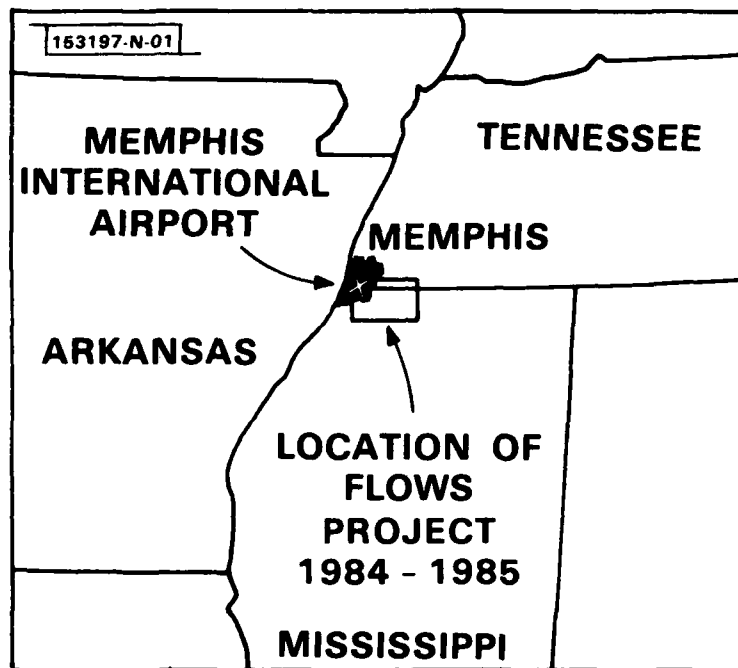 153197-N-01
MEMPHIS
INTERNATIONAL
AIRPORT
TENNESSEE
MEMPHIS
ARKANSAS
LOCATION OF
FLOWS
PROJECT
1984 - 1985
MISSISSIPPI